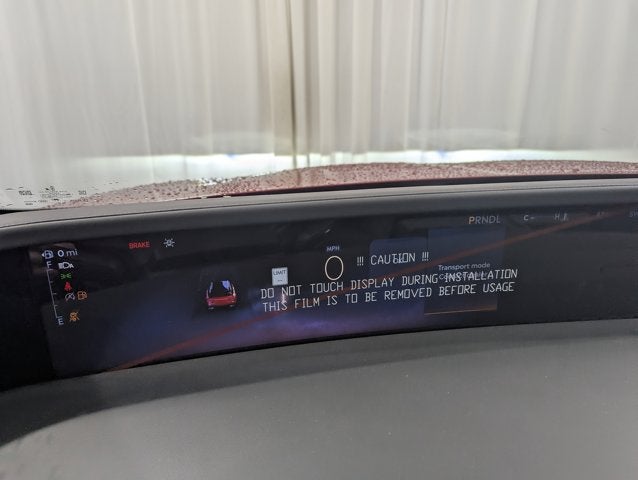 PRNDL C H
BRAKE
0 mi
F
MPH
0
LIMIT
---
!!! CAUTION !!!
Transport mode
DO NOT TOUCH DISPLAY DURING INSTALLATION
THIS FILM IS TO BE REMOVED BEFORE USAGE
E